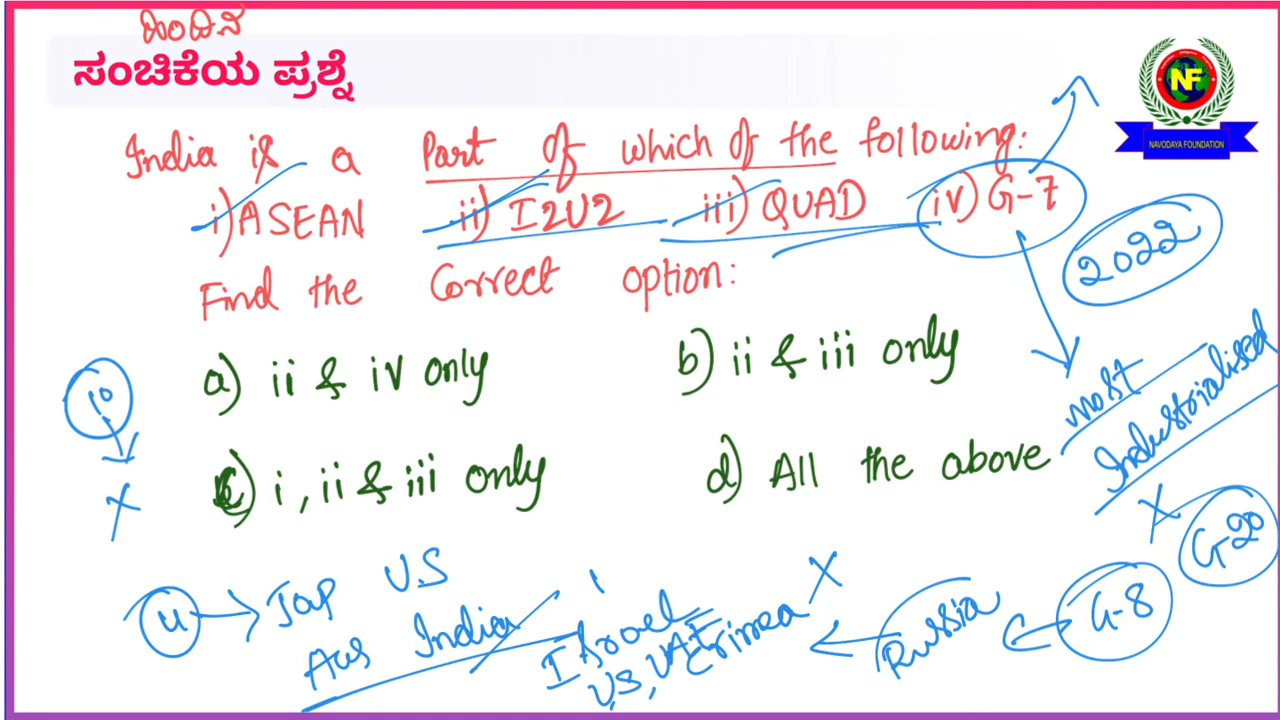 ಹಿಂದಿನ
ಸಂಚಿಕೆಯ ಪ್ರಶ್ನೆ
NF
NAVODAYA FOUNDATION
India is a Part of which of the following:
i) ASEAN ii) I2U2 iii) QUAD iv) G-7
2022
Find the Correct option:
a) ii & iv only b) ii & iii only
10
X
most
Industrialised
c) i, ii & iii only d) All the above
X G-20
4 → Jap US
Aus India
Israel
US, UAE
Crimea X
Russia
G-8